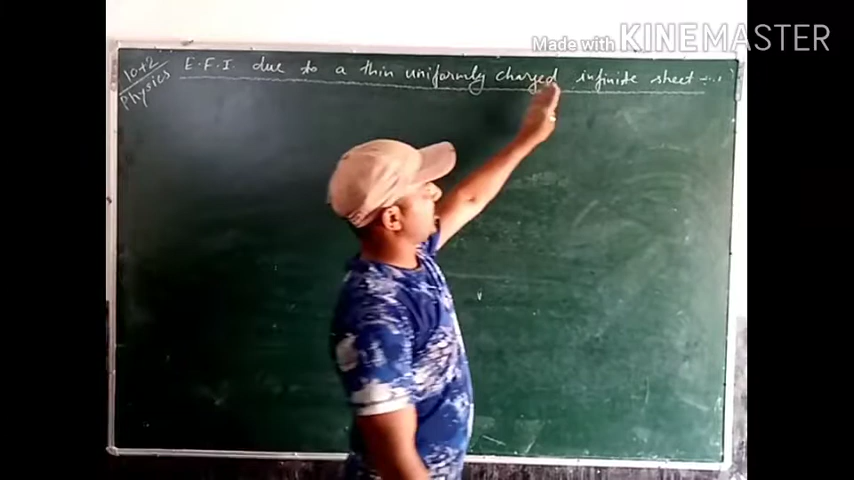 Made with KINEMASTER
10+2
Physics
E.F.I. due to a thin uniformly charged infinite sheet :-